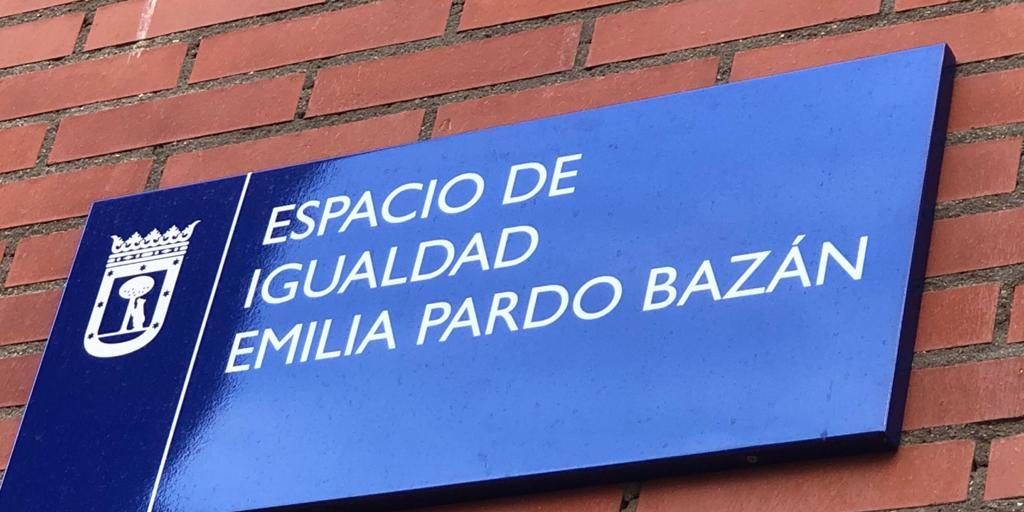 ESPACIO DE
IGUALDAD
EMILIA PARDO BAZÁN